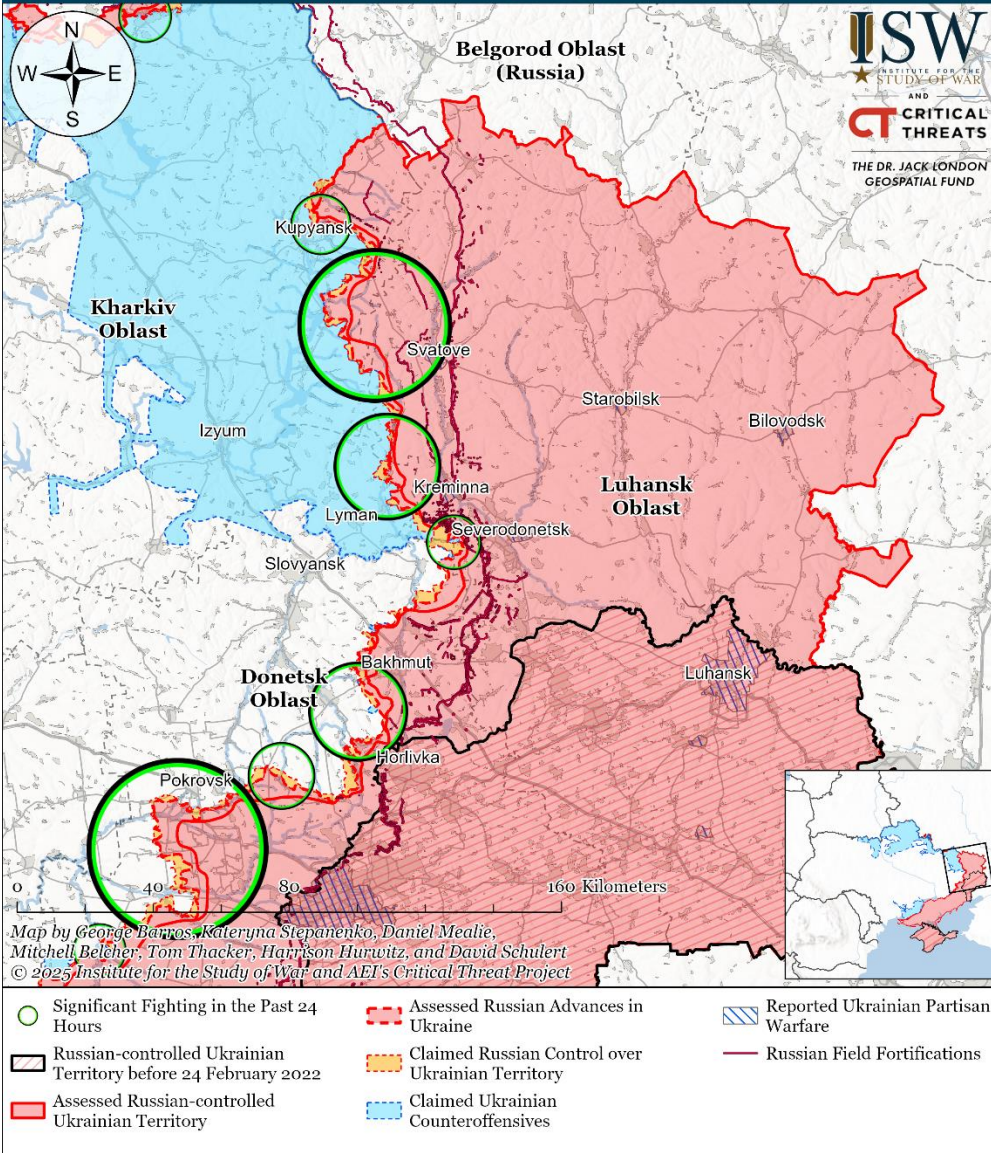 N
W
E
S
Belgorod Oblast
(Russia)
ISW
INSTITUTE FOR THE
STUDY OF WAR
AND
CT CRITICAL
THREATS
THE DR. JACK LONDON
GEOSPATIAL FUND
Kupyansk
Kharkiv
Oblast
Svatove
Starobilsk
Bilovodsk
Izyum
Kreminna
Luhansk
Oblast
Lyman
Severodonetsk
Slovyansk
Bakhmut
Donetsk
Oblast
Luhansk
Horlivka
Pokrovsk
0
40
80
160 Kilometers
Map by George Barros, Kateryna Stepanenko, Daniel Mealie,
Mitchell Belcher, Tom Thacker, Harrison Hurwitz, and David Schulert
© 2025 Institute for the Study of War and AEI's Critical Threat Project
Significant Fighting in the Past 24
Hours
Russian-controlled Ukrainian
Territory before 24 February 2022
Assessed Russian-controlled
Ukrainian Territory
Assessed Russian Advances in
Ukraine
Claimed Russian Control over
Ukrainian Territory
Claimed Ukrainian
Counteroffensives
Reported Ukrainian Partisan
Warfare
Russian Field Fortifications